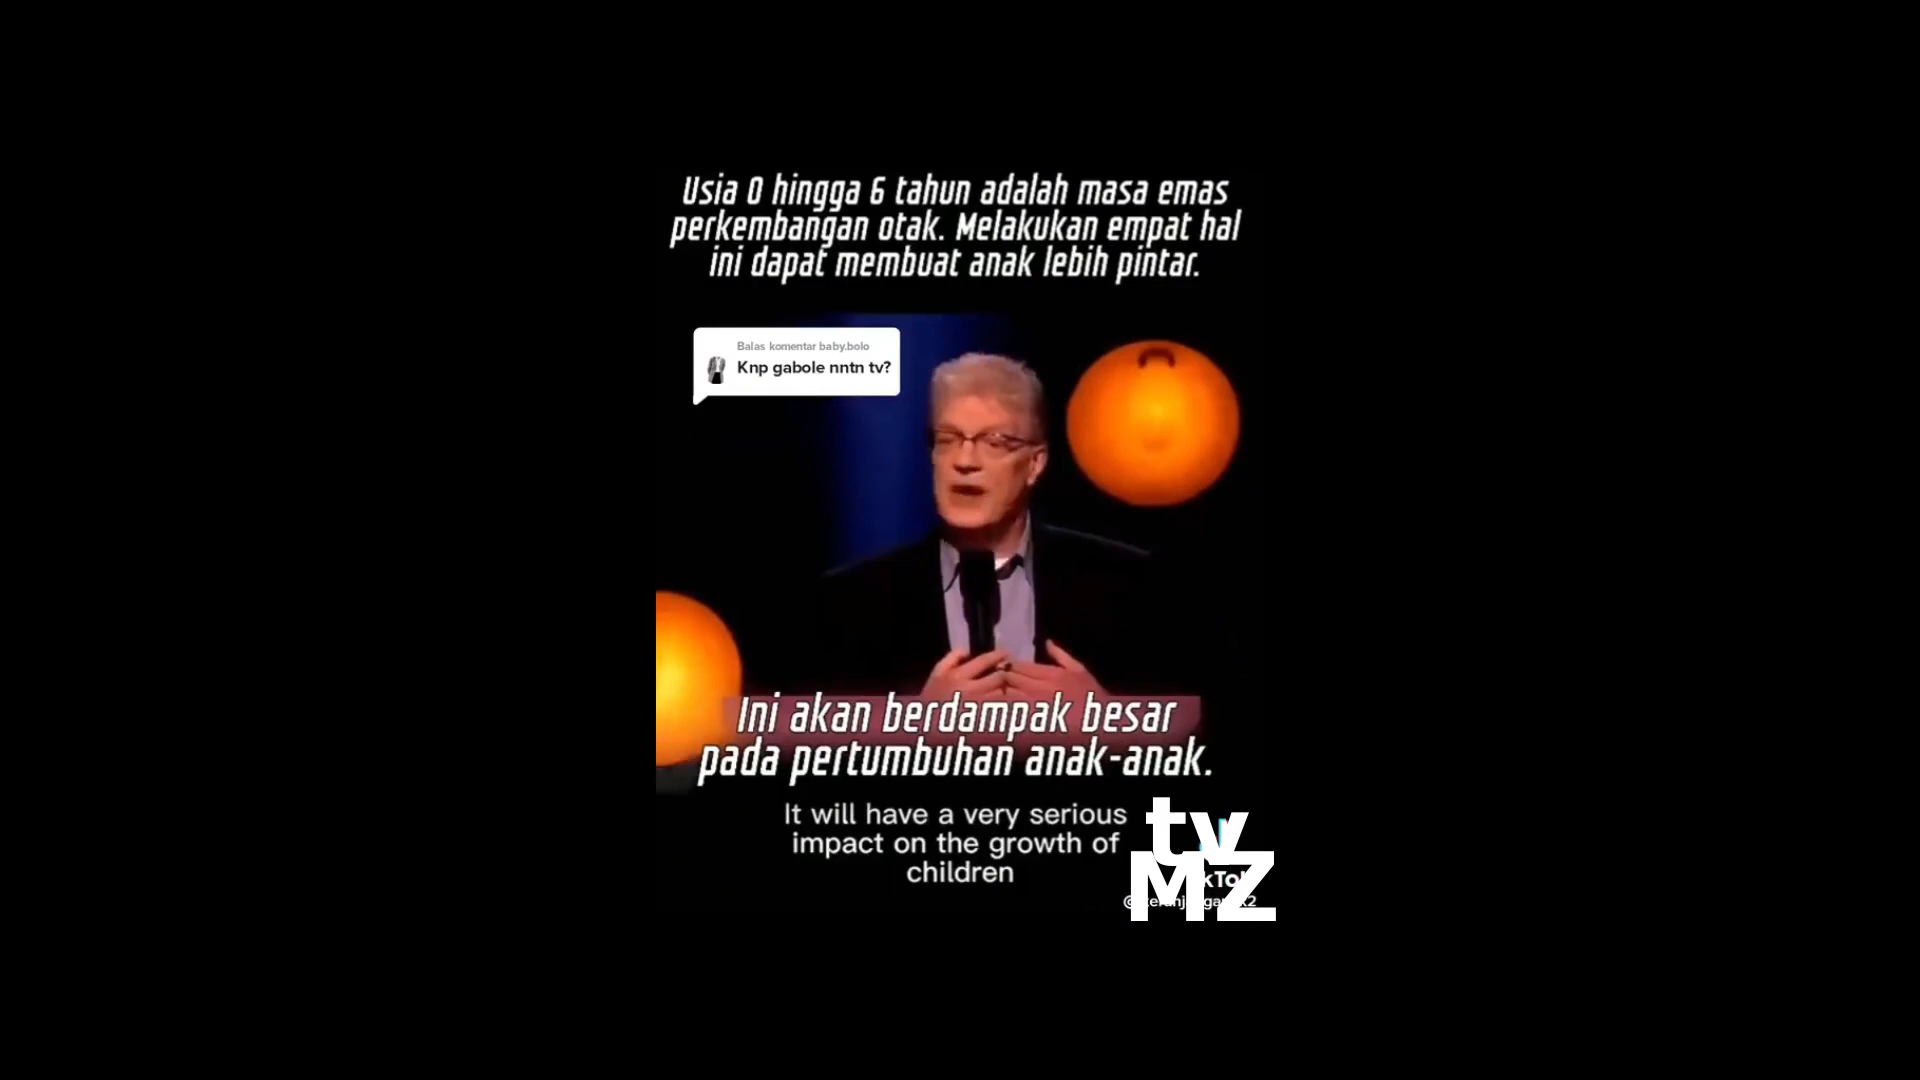 Usia 0 hingga 6 tahun adalah masa emas
perkembangan otak. Melakukan empat hal
ini dapat membuat anak lebih pintar.
Balas komentar baby.bolo
Knp gabole nntn tv?
Ini akan berdampak besar
pada pertumbuhan anak-anak.
It will have a very serious
impact on the growth of
children
tv
MZ